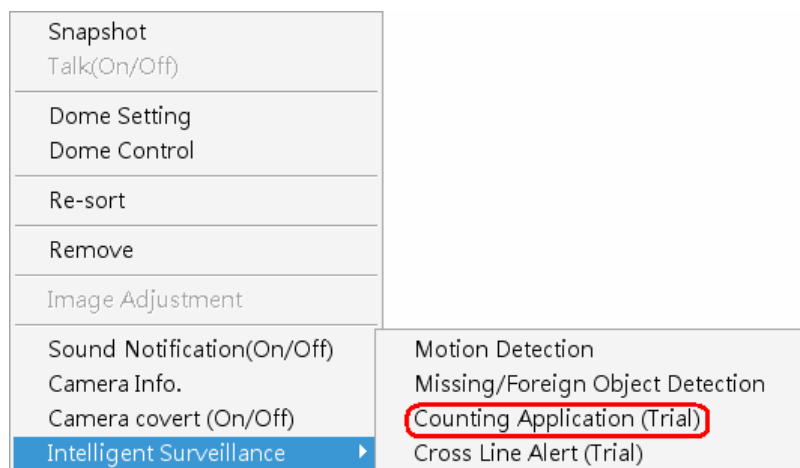 Snapshot
Talk(On/Off)
Dome Setting
Dome Control
Re-sort
Remove
Image Adjustment
Sound Notification(On/Off)
Camera Info.
Camera covert (On/Off)
Intelligent Surveillance
Motion Detection
Missing/Foreign Object Detection
Counting Application (Trial)
Cross Line Alert (Trial)